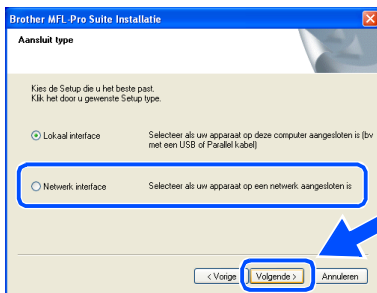 Brother MFL-Pro Suite Installatie
Aansluit type
Kies de Setup die u het beste past.
Klik het door u gewenste Setup type.
Lokaal interface
Selecteer als uw apparaat op deze computer aangesloten is (bv
met een USB of Parallel kabel)
Netwerk interface
Selecteer als uw apparaat op een netwerk aangesloten is
< Vorige
Volgende >
Annuleren